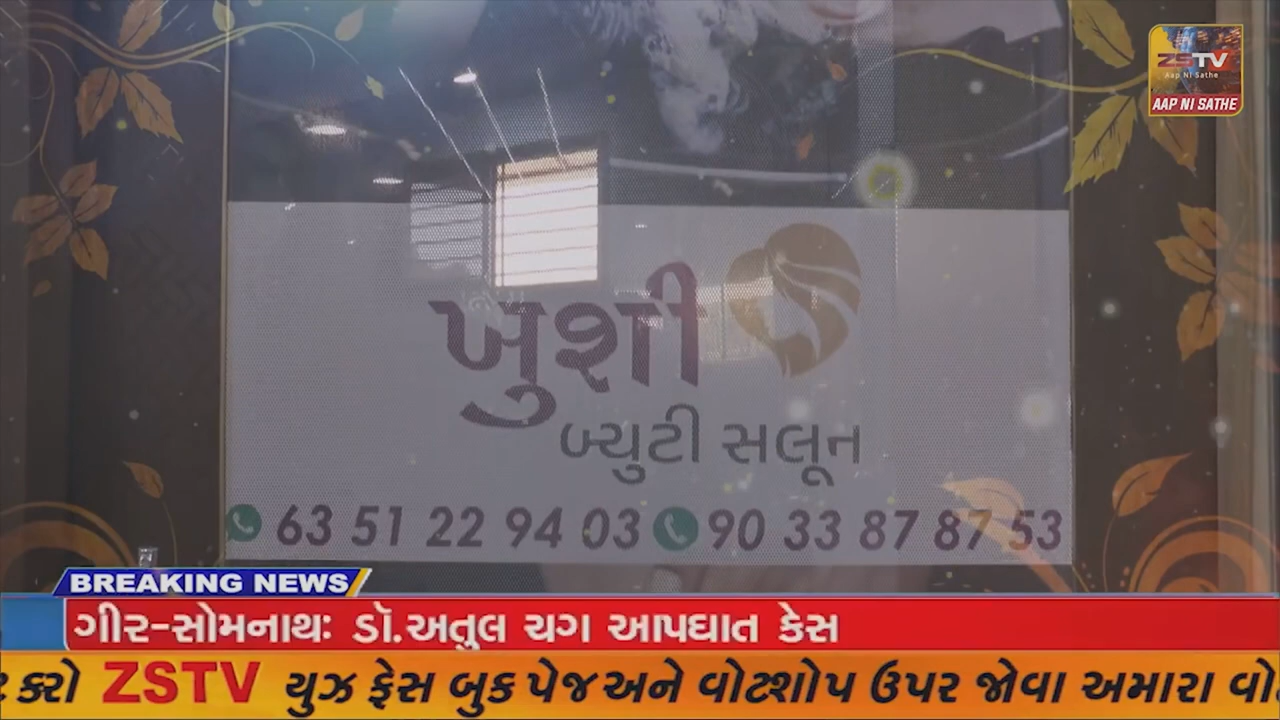 ZSTV
Aap Ni Sathe
AAP NI SATHE
ખુશી
બ્યુટી સલૂન
63 51 22 94 03 90 33 87 87 53
BREAKING NEWS
ગીર-સોમનાથઃ ડૉ.અતુલ ચગ આપઘાત કેસ
કરો ZSTV યુઝ ફેસ બુક પેજ અને વોટ્શોપ ઉપર જોવા અમારા